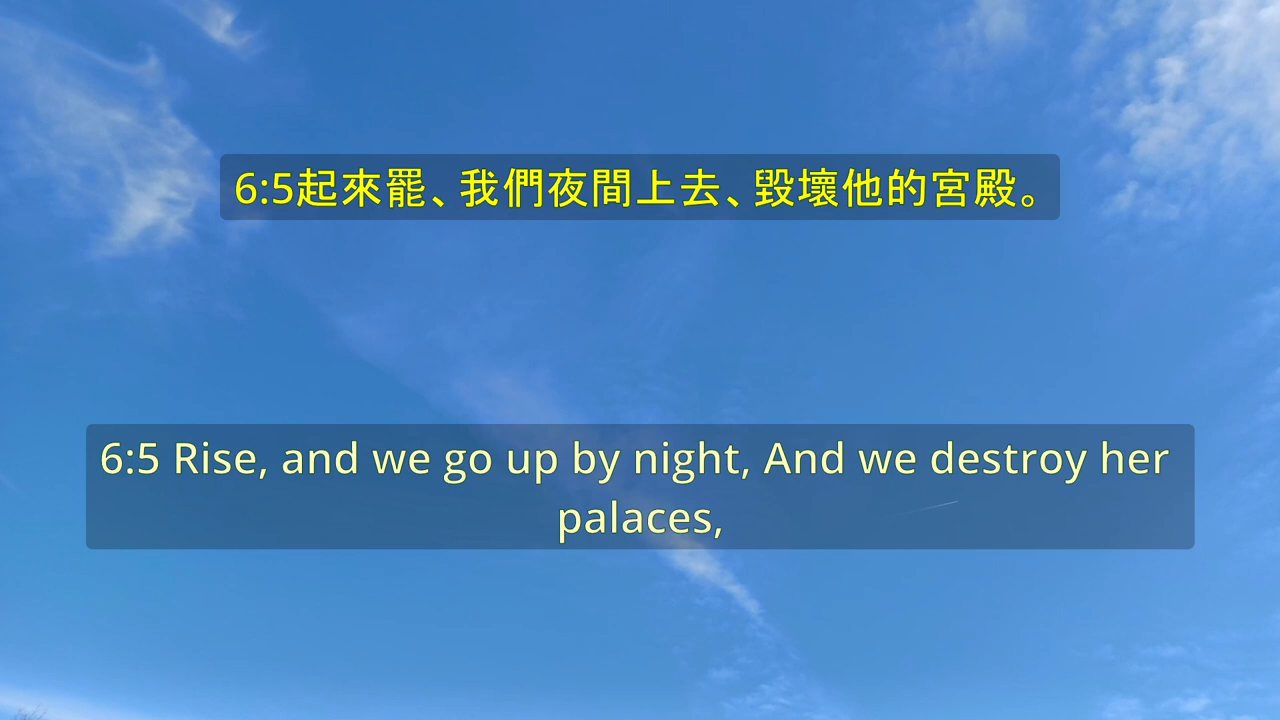 6:5起來罷、我們夜間上去、毀壞他的宮殿。
6:5 Rise, and we go up by night, And we destroy her
palaces,